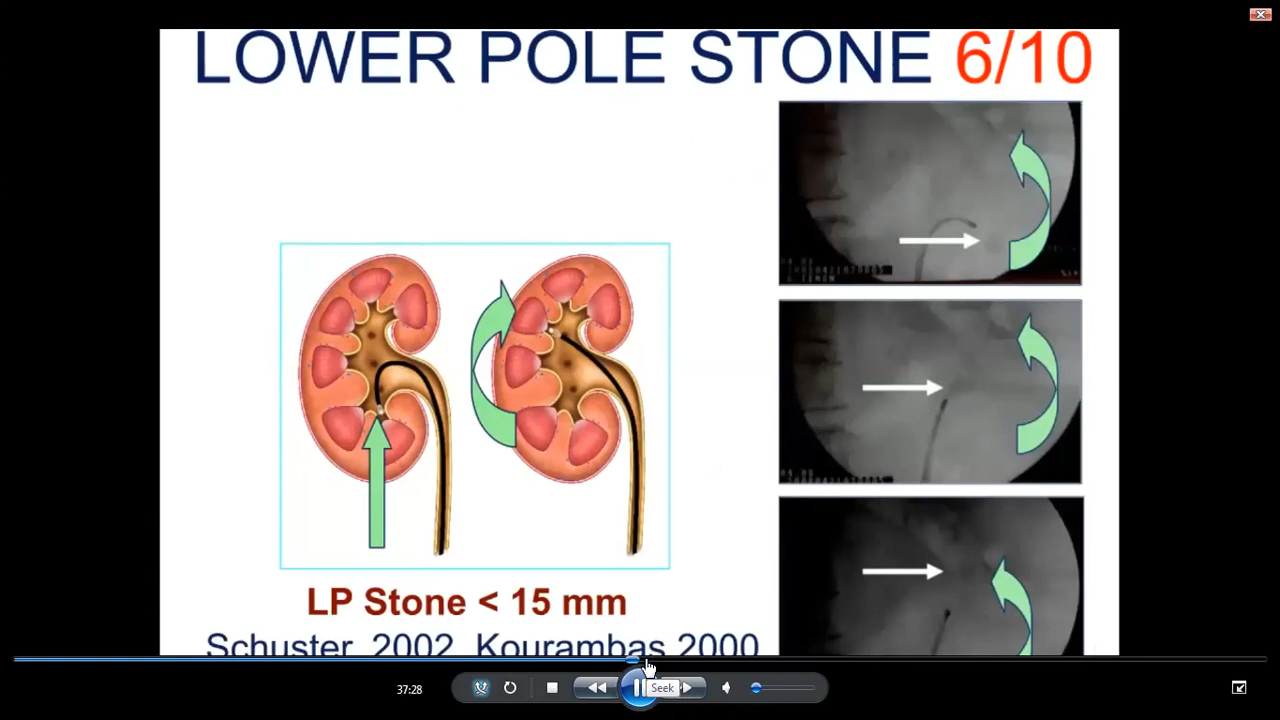 LOWER POLE STONE 6/10
LP Stone < 15 mm
Schuster 2002 Kourambas 2000
37:28
Seek